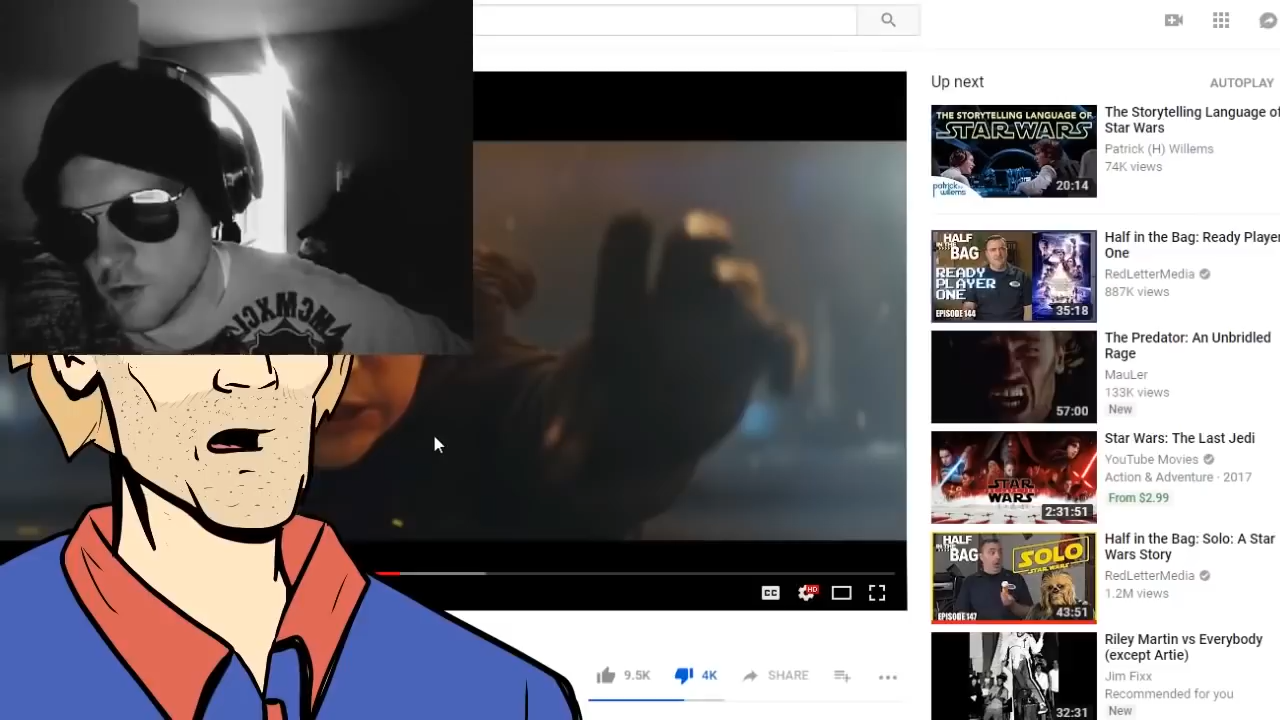 Up next
AUTOPLAY
THE STORYTELLING LANGUAGE OF
STAR WARS
patrick (h)
willems
20:14
The Storytelling Language of
Star Wars
Patrick (H) Willems
74K views
HALF
IN THE
BAG
READY
PLAYER
ONE
EPISODE 144
35:18
Half in the Bag: Ready Player
One
RedLetterMedia
887K views
57:00
The Predator: An Unbridled
Rage
MauLer
133K views
New
STAR
WARS
2:31:51
Star Wars: The Last Jedi
YouTube Movies
Action & Adventure · 2017
From $2.99
HALF
IN THE
BAG
SOLO
EPISODE 147
43:51
Half in the Bag: Solo: A Star
Wars Story
RedLetterMedia
1.2M views
32:31
Riley Martin vs Everybody
(except Artie)
Jim Fixx
Recommended for you
New
CC
HD
9.5K
4K
SHARE